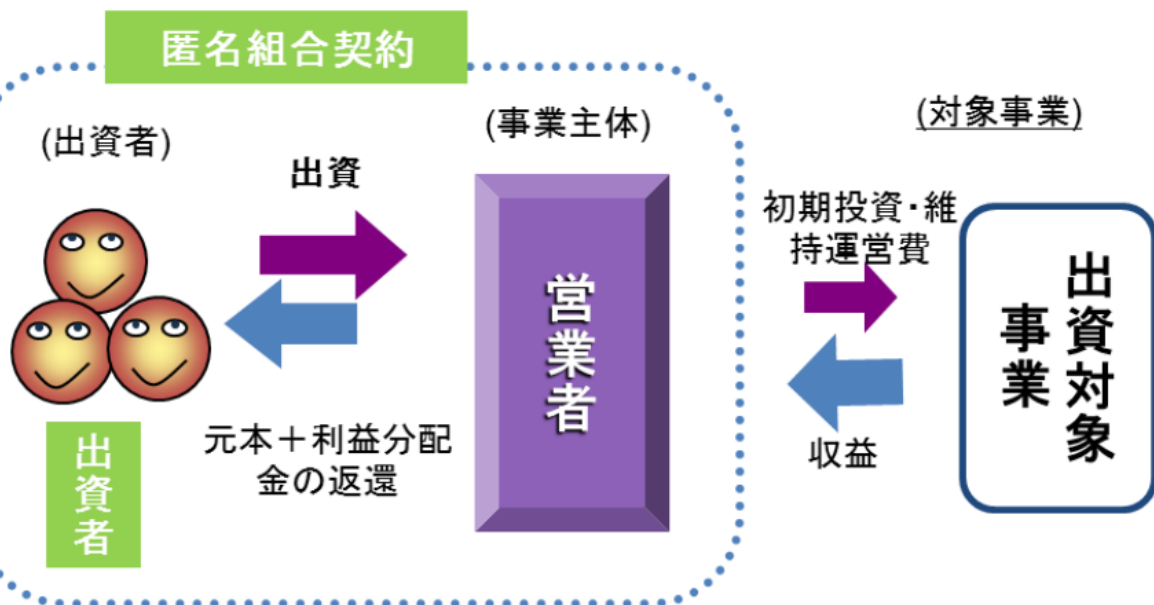 匿名組合契約
(出資者)
出資
(事業主体)
(対象事業)
初期投資・維
持運営費
営業者
出資対象
事業
元本＋利益分配
金の返還
収益
出資者